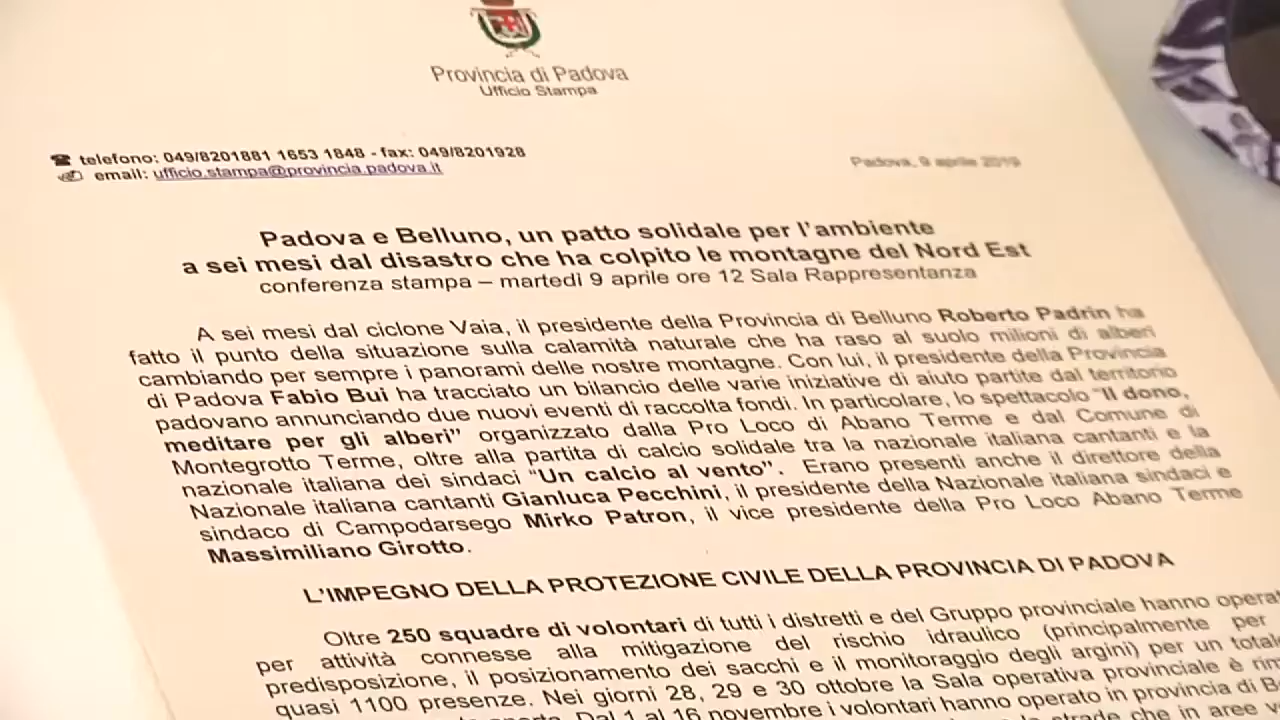 Provincia di Padova
Ufficio Stampa
telefono: 049/8201881 1653 1848 - fax: 049/8201928
email: ufficio.stampa@provincia.padova.it
Padova, 9 aprile 2019
Padova e Belluno, un patto solidale per l'ambiente
a sei mesi dal disastro che ha colpito le montagne del Nord Est
conferenza stampa – martedì 9 aprile ore 12 Sala Rappresentanza
A sei mesi dal ciclone Vaia, il presidente della Provincia di Belluno Roberto Padrin ha
fatto il punto della situazione sulla calamità naturale che ha raso al suolo milioni di alberi
cambiando per sempre i panorami delle nostre montagne. Con lui, il presidente della Provincia
di Padova Fabio Bui ha tracciato un bilancio delle varie iniziative di aiuto partite dal territorio
padovano annunciando due nuovi eventi di raccolta fondi. In particolare, lo spettacolo "Il dono,
meditare per gli alberi" organizzato dalla Pro Loco di Abano Terme e dal Comune di
Montegrotto Terme, oltre alla partita di calcio solidale tra la nazionale italiana cantanti e la
nazionale italiana dei sindaci "Un calcio al vento". Erano presenti anche il direttore della
Nazionale italiana cantanti Gianluca Pecchini, il presidente della Nazionale italiana sindaci e
sindaco di Campodarsego Mirko Patron, il vice presidente della Pro Loco Abano Terme
Massimiliano Girotto.
L'IMPEGNO DELLA PROTEZIONE CIVILE DELLA PROVINCIA DI PADOVA
Oltre 250 squadre di volontari di tutti i distretti e del Gruppo provinciale hanno operat
per attività connesse alla mitigazione del rischio idraulico (principalmente per
predisposizione, il posizionamento dei sacchi e il monitoraggio degli argini) per un total
quasi 1100 presenze. Nei giorni 28, 29 e 30 ottobre la Sala operativa provinciale è rim
Dal 1 al 16 novembre i volontari hanno operato in provincia di Be
strade che in aree